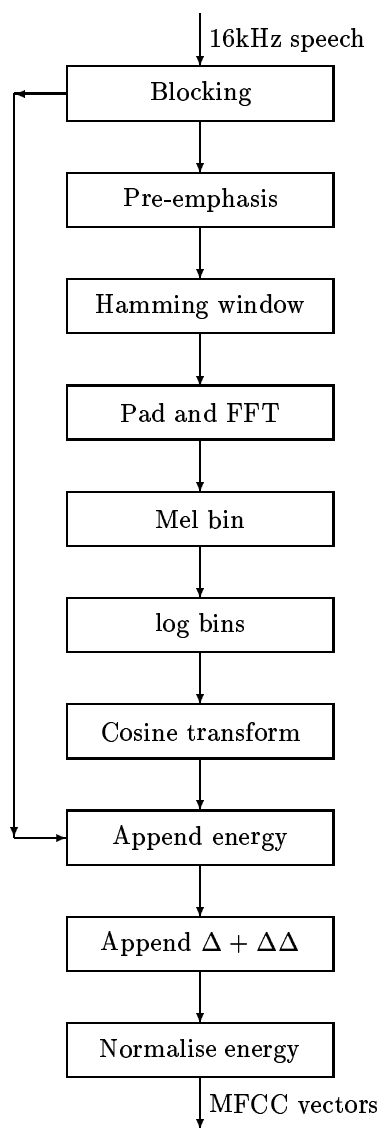 16kHz speech
Blocking
Pre-emphasis
Hamming window
Pad and FFT
Mel bin
log bins
Cosine transform
Append energy
Append Δ + ΔΔ
Normalise energy
MFCC vectors